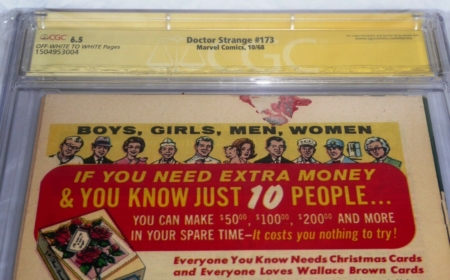 CGC 6.5
OFF-WHITE TO WHITE Pages
1504953004
Doctor Strange #173
Marvel Comics, 10/68
CGC
BOYS, GIRLS, MEN, WOMEN
IF YOU NEED EXTRA MONEY
& YOU KNOW JUST 10 PEOPLE...
YOU CAN MAKE $50.00, $100.00, $200.00 AND MORE
IN YOUR SPARE TIME-It costs you nothing to try!
Everyone You Know Needs Christmas Cards
and Everyone Loves Wallace Brown Cards